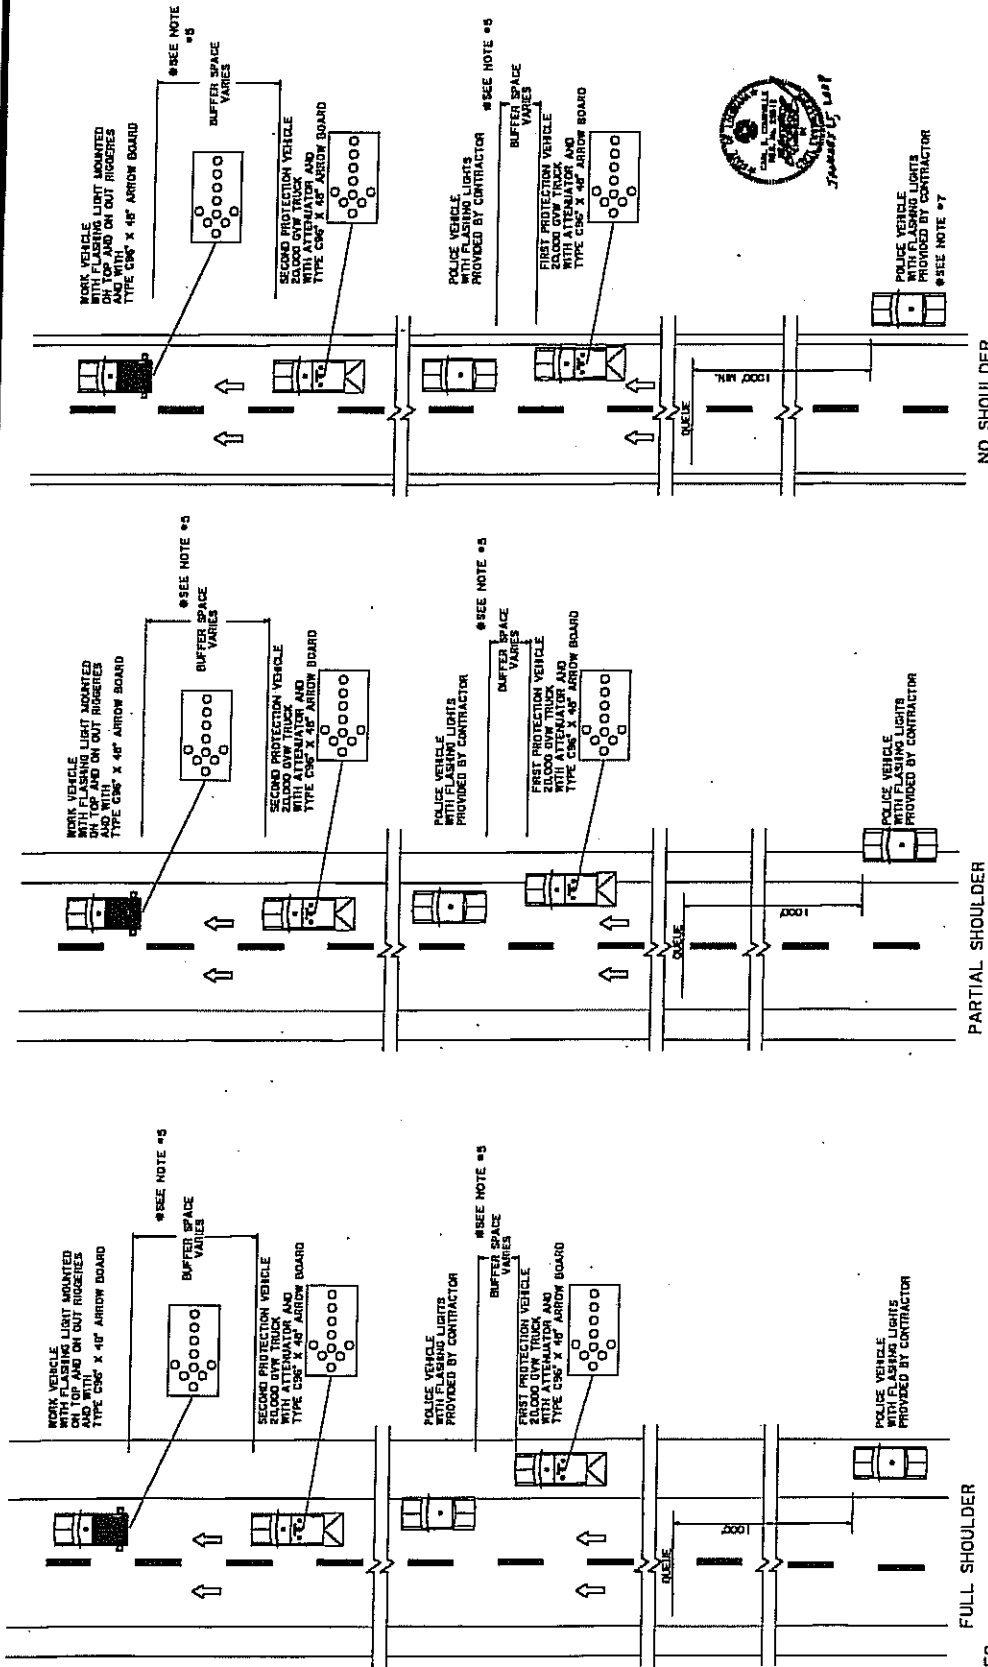 WORK VEHICLE
WITH FLASHING LIGHT MOUNTED
ON TOP AND ON OUT RIGGERES
AND WITH
TYPE C96" X 48" ARROW BOARD
*SEE NOTE
#5
BUFFER SPACE
VARIES
SECOND PROTECTION VEHICLE
20,000 GVW TRUCK
WITH ATTENUATOR AND
TYPE C96" X 48" ARROW BOARD
POLICE VEHICLE
WITH FLASHING LIGHTS
PROVIDED BY CONTRACTOR
*SEE NOTE #5
BUFFER SPACE
VARIES
FIRST PROTECTION VEHICLE
20,000 GVW TRUCK
WITH ATTENUATOR AND
TYPE C96" X 48" ARROW BOARD
QUEUE
1000' MIN.
POLICE VEHICLE
WITH FLASHING LIGHTS
PROVIDED BY CONTRACTOR
*SEE NOTE #7
NO SHOULDER
WORK VEHICLE
WITH FLASHING LIGHT MOUNTED
ON TOP AND ON OUT RIGGERES
AND WITH
TYPE C96" X 48" ARROW BOARD
*SEE NOTE #5
BUFFER SPACE
VARIES
SECOND PROTECTION VEHICLE
20,000 GVW TRUCK
WITH ATTENUATOR AND
TYPE C96" X 48" ARROW BOARD
POLICE VEHICLE
WITH FLASHING LIGHTS
PROVIDED BY CONTRACTOR
*SEE NOTE #5
BUFFER SPACE
VARIES
FIRST PROTECTION VEHICLE
20,000 GVW TRUCK
WITH ATTENUATOR AND
TYPE C96" X 48" ARROW BOARD
QUEUE
1000'
POLICE VEHICLE
WITH FLASHING LIGHTS
PROVIDED BY CONTRACTOR
PARTIAL SHOULDER
WORK VEHICLE
WITH FLASHING LIGHT MOUNTED
ON TOP AND ON OUT RIGGERES
AND WITH
TYPE C96" X 48" ARROW BOARD
*SEE NOTE #5
BUFFER SPACE
VARIES
SECOND PROTECTION VEHICLE
20,000 GVW TRUCK
WITH ATTENUATOR AND
TYPE C96" X 48" ARROW BOARD
POLICE VEHICLE
WITH FLASHING LIGHTS
PROVIDED BY CONTRACTOR
*SEE NOTE #5
BUFFER SPACE
VARIES
FIRST PROTECTION VEHICLE
20,000 GVW TRUCK
WITH ATTENUATOR AND
TYPE C96" X 48" ARROW BOARD
QUEUE
1000'
POLICE VEHICLE
WITH FLASHING LIGHTS
PROVIDED BY CONTRACTOR
FULL SHOULDER